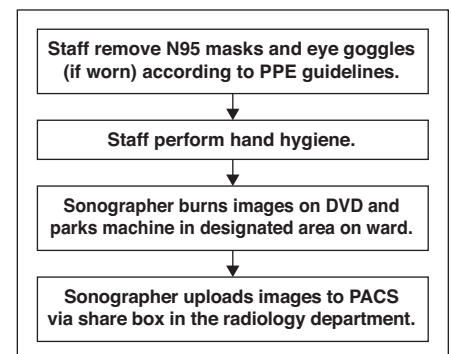 Staff remove N95 masks and eye goggles
(if worn) according to PPE guidelines.
Staff perform hand hygiene.
Sonographer burns images on DVD and
parks machine in designated area on ward.
Sonographer uploads images to PACS
via share box in the radiology department.